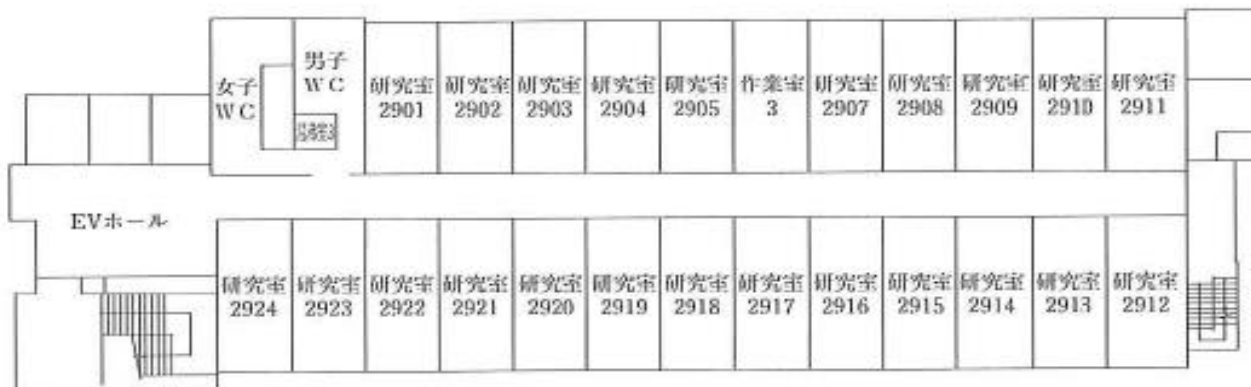 女子
WC
男子
WC
研究室
2901
研究室
2902
研究室
2903
研究室
2904
研究室
2905
作業室
3
研究室
2907
研究室
2908
研究室
2909
研究室
2910
研究室
2911
EVホール
研究室
2924
研究室
2923
研究室
2922
研究室
2921
研究室
2920
研究室
2919
研究室
2918
研究室
2917
研究室
2916
研究室
2915
研究室
2914
研究室
2913
研究室
2912